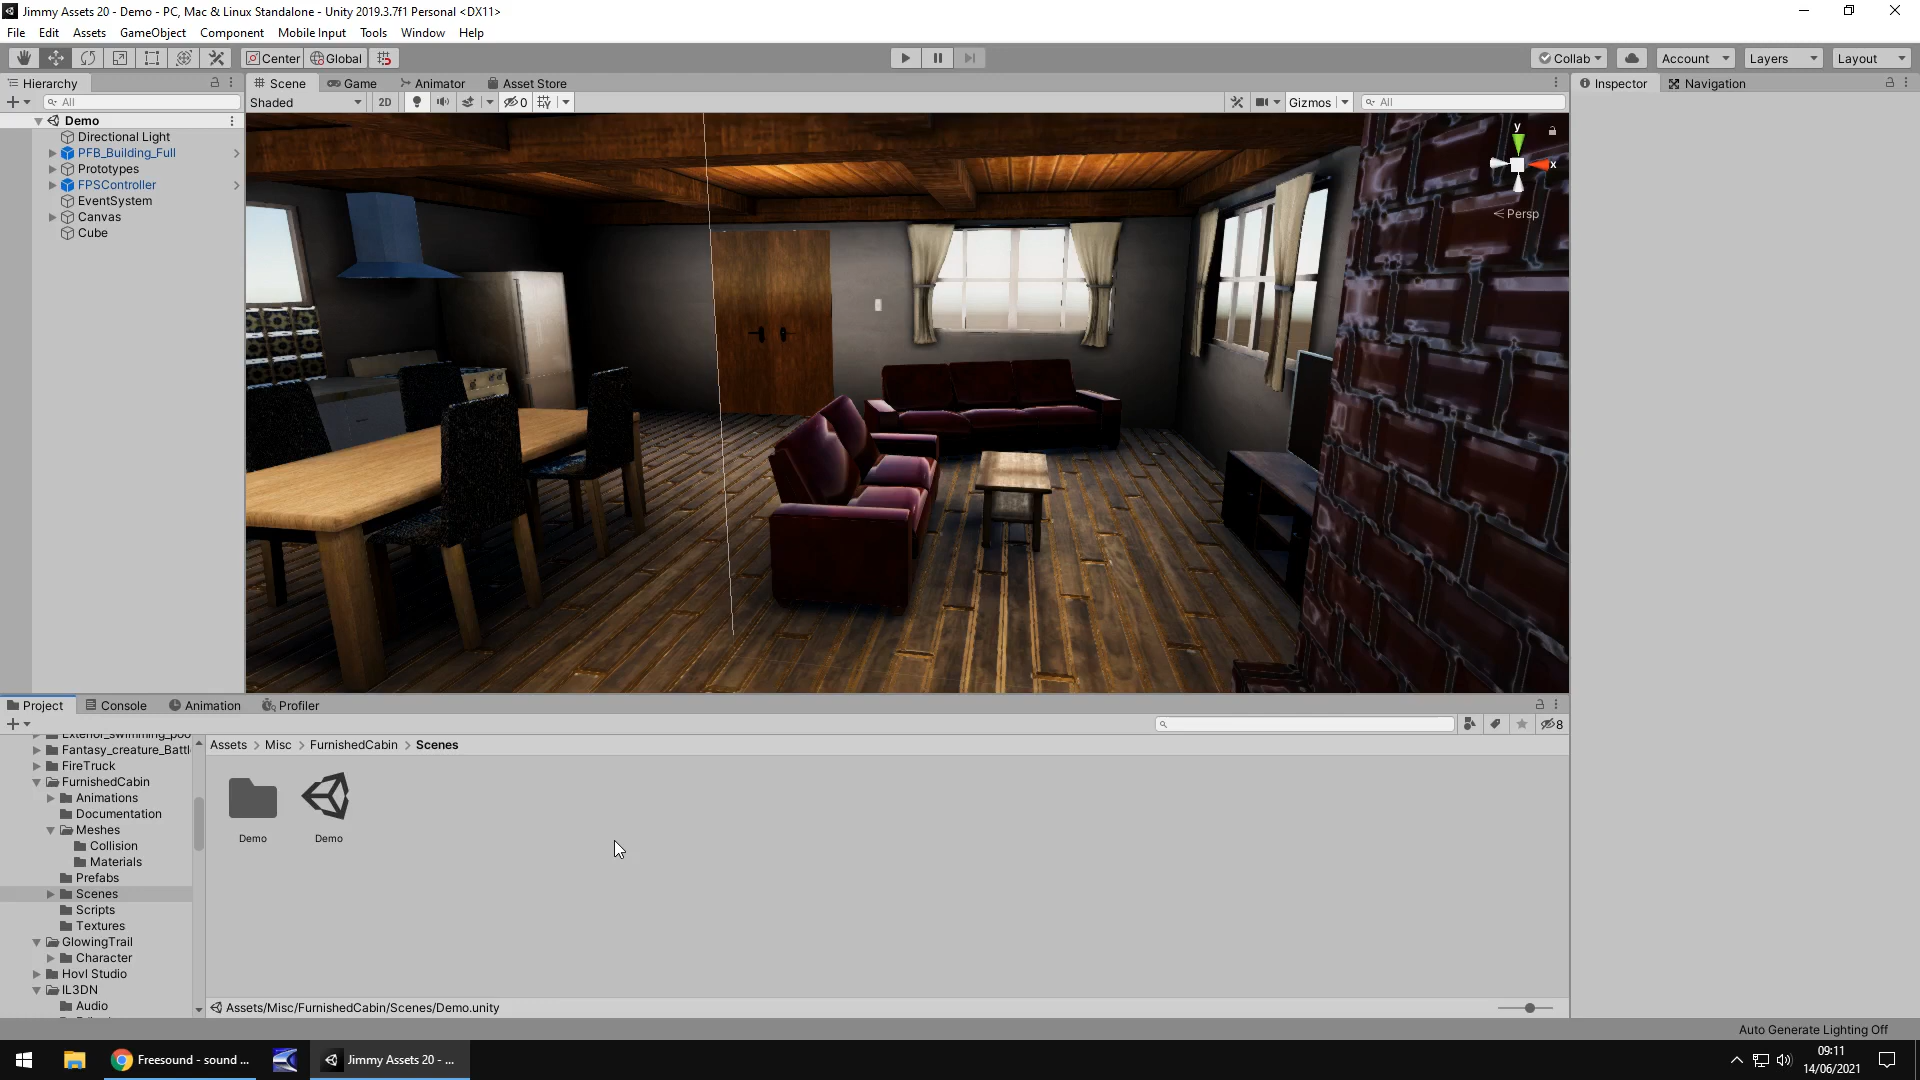 Jimmy Assets 20 - Demo - PC, Mac & Linux Standalone - Unity 2019.3.7f1 Personal <DX11>
File Edit Assets GameObject Component Mobile Input Tools Window Help
Center Global Collab Account Layers Layout
Hierarchy Scene Game Animator Asset Store Inspector Navigation
All Shaded 2D 0 Gizmos All
Demo
Directional Light
PFB_Building_Full
Prototypes
FPSController
EventSystem
Canvas
Cube
y
x
Persp
Project Console Animation Profiler
8
Assets > Misc > FurnishedCabin > Scenes
Fantasy_creature_Battl
FireTruck
FurnishedCabin
Animations
Documentation
Meshes
Collision
Materials
Prefabs
Scenes
Scripts
Textures
GlowingTrail
Character
Hovl Studio
IL3DN
Audio
Demo Demo
Assets/Misc/FurnishedCabin/Scenes/Demo.unity
Auto Generate Lighting Off
Freesound - sound ... Jimmy Assets 20 - ...
09:11
14/06/2021